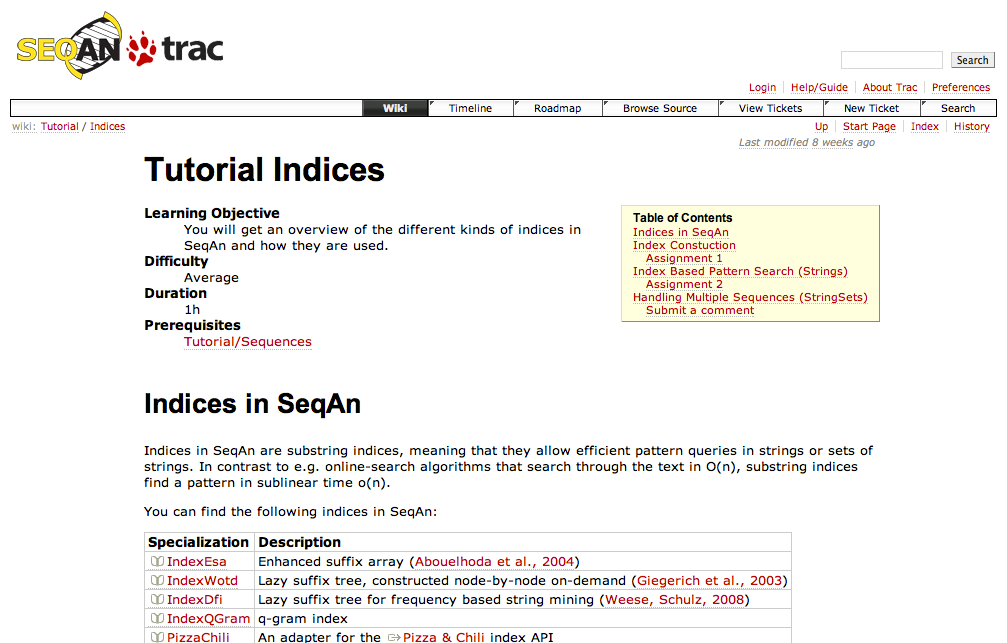 SEQAN trac
Search
Login Help/Guide About Trac Preferences
Wiki Timeline Roadmap Browse Source View Tickets New Ticket Search
wiki: Tutorial / Indices
Up Start Page Index History
Last modified 8 weeks ago
Tutorial Indices
Learning Objective
You will get an overview of the different kinds of indices in
SeqAn and how they are used.
Difficulty
Average
Duration
1h
Prerequisites
Tutorial/Sequences
Table of Contents
Indices in SeqAn
Index Constuction
Assignment 1
Index Based Pattern Search (Strings)
Assignment 2
Handling Multiple Sequences (StringSets)
Submit a comment
Indices in SeqAn
Indices in SeqAn are substring indices, meaning that they allow efficient pattern queries in strings or sets of
strings. In contrast to e.g. online-search algorithms that search through the text in O(n), substring indices
find a pattern in sublinear time o(n).
You can find the following indices in SeqAn:
Specialization Description
IndexEsa Enhanced suffix array (Abouelhoda et al., 2004)
IndexWotd Lazy suffix tree, constructed node-by-node on-demand (Giegerich et al., 2003)
IndexDfi Lazy suffix tree for frequency based string mining (Weese, Schulz, 2008)
IndexQGram q-gram index
PizzaChili An adapter for the Pizza & Chili index API